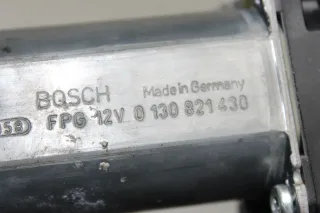 BOSCH Made in Germany
FPG 12V 0 130 821 430